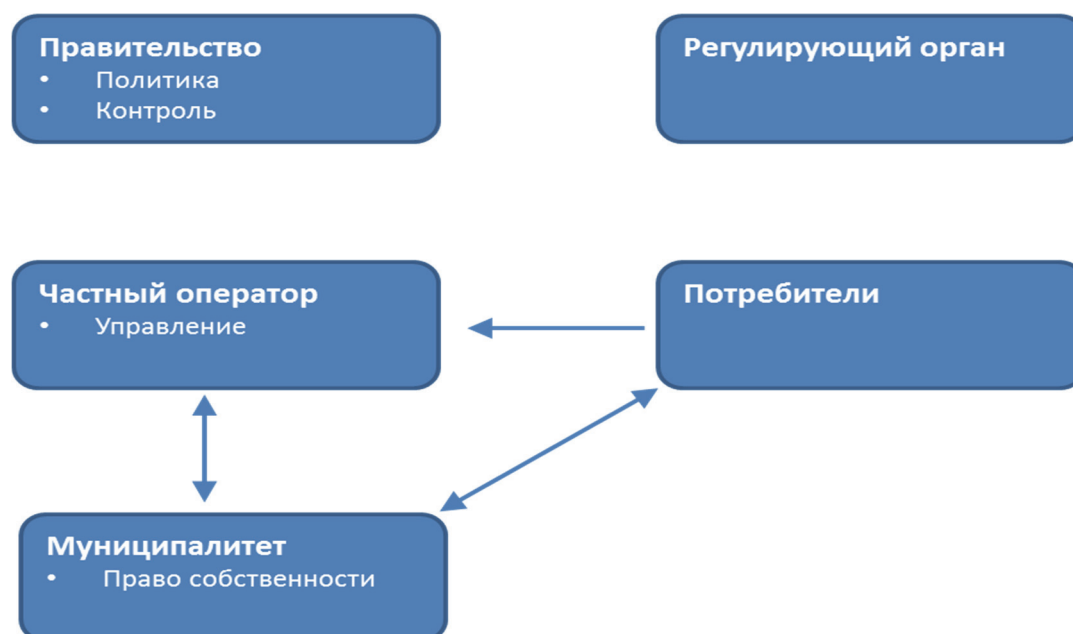 Правительство
• Политика
• Контроль
Регулирующий орган
Частный оператор
• Управление
Потребители
Муниципалитет
• Право собственности